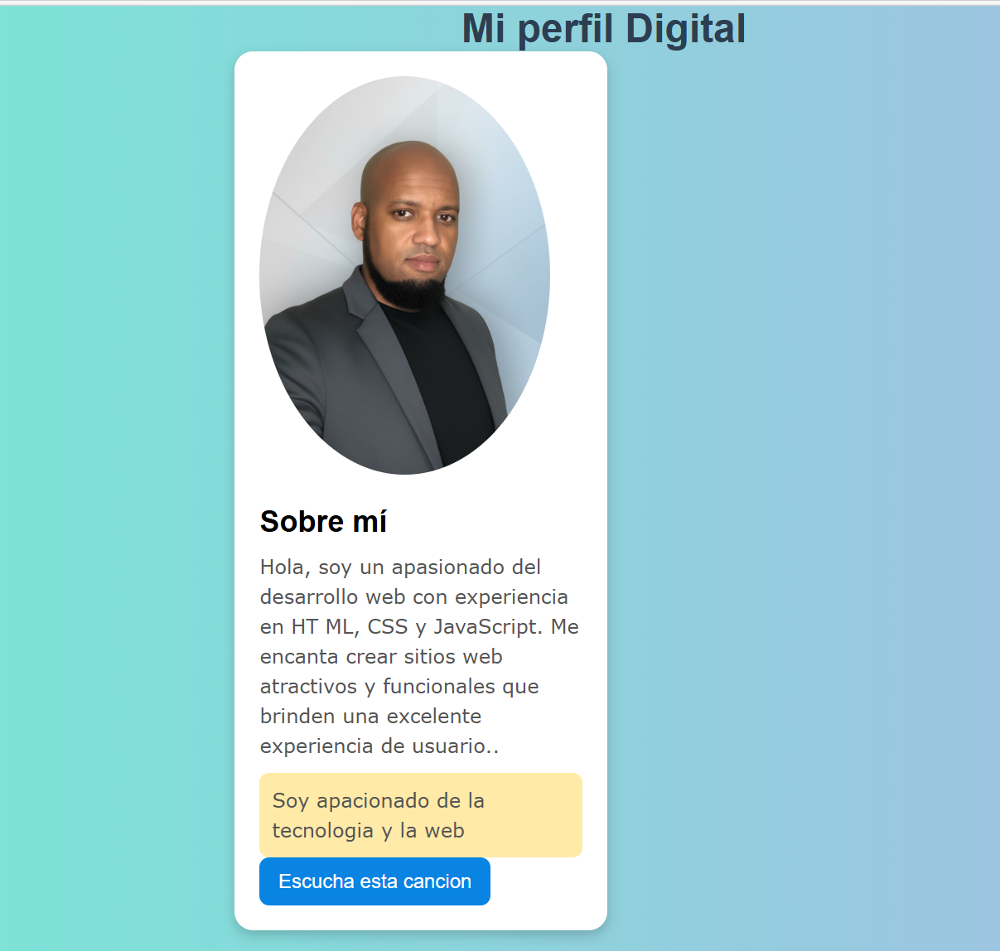 Mi perfil Digital
Sobre mí
Hola, soy un apasionado del
desarrollo web con experiencia
en HT ML, CSS y JavaScript. Me
encanta crear sitios web
atractivos y funcionales que
brinden una excelente
experiencia de usuario..
Soy apacionado de la
tecnologia y la web
Escucha esta cancion